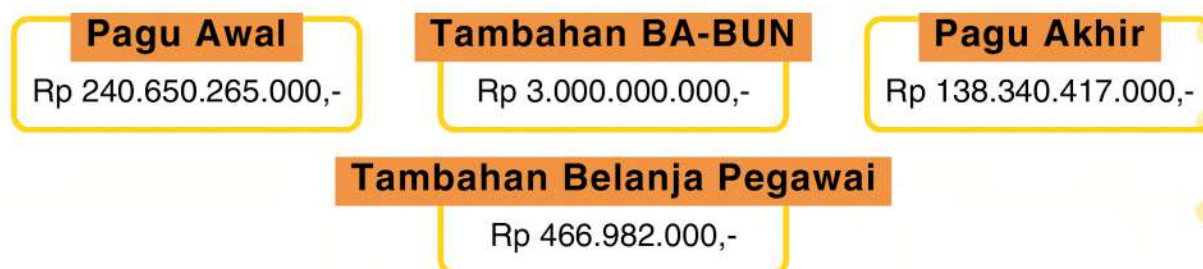 Pagu Awal
Rp 240.650.265.000,-
Tambahan BA-BUN
Rp 3.000.000.000,-
Pagu Akhir
Rp 138.340.417.000,-
Tambahan Belanja Pegawai
Rp 466.982.000,-